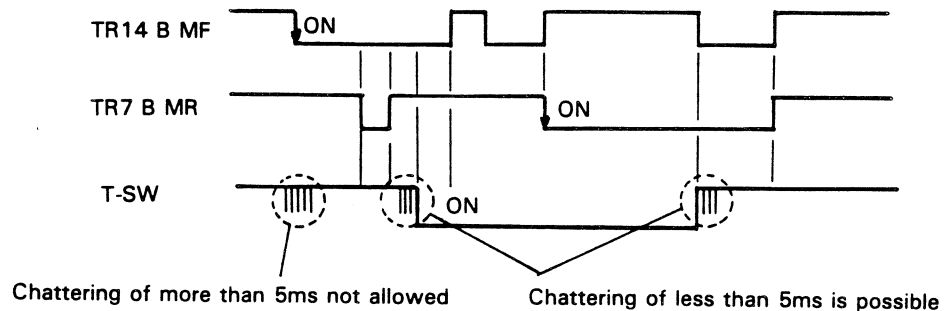 TR14 B MF
ON
TR7 B MR
ON
T-SW
ON
Chattering of more than 5ms not allowed
Chattering of less than 5ms is possible